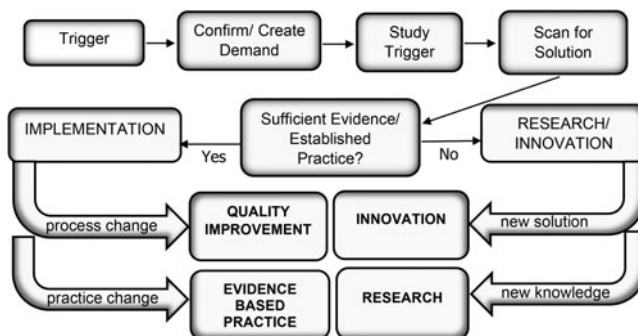 Trigger
Confirm/ Create
Demand
Study
Trigger
Scan for
Solution
Sufficient Evidence/
Established
Practice?
IMPLEMENTATION
Yes
No
RESEARCH/
INNOVATION
process change
QUALITY
IMPROVEMENT
INNOVATION
new solution
practice change
EVIDENCE
BASED
PRACTICE
RESEARCH
new knowledge